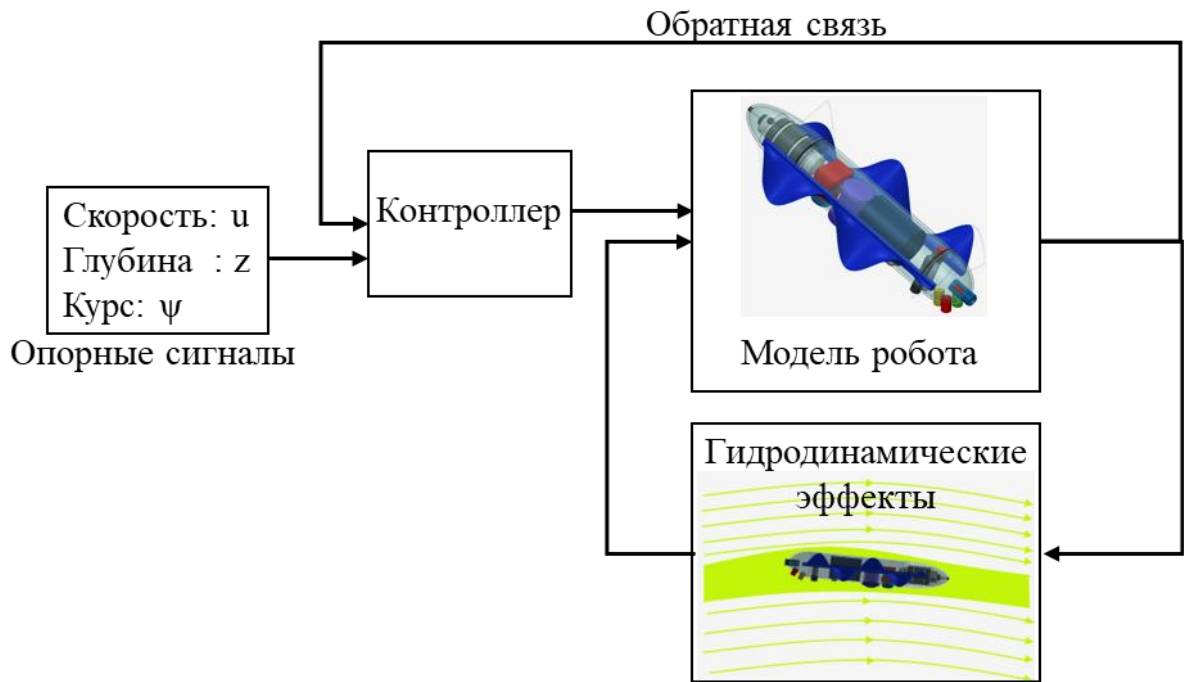 Обратная связь
Скорость: u
Глубина : z
Курс: ψ
Опорные сигналы
Контроллер
Модель робота
Гидродинамические
эффекты